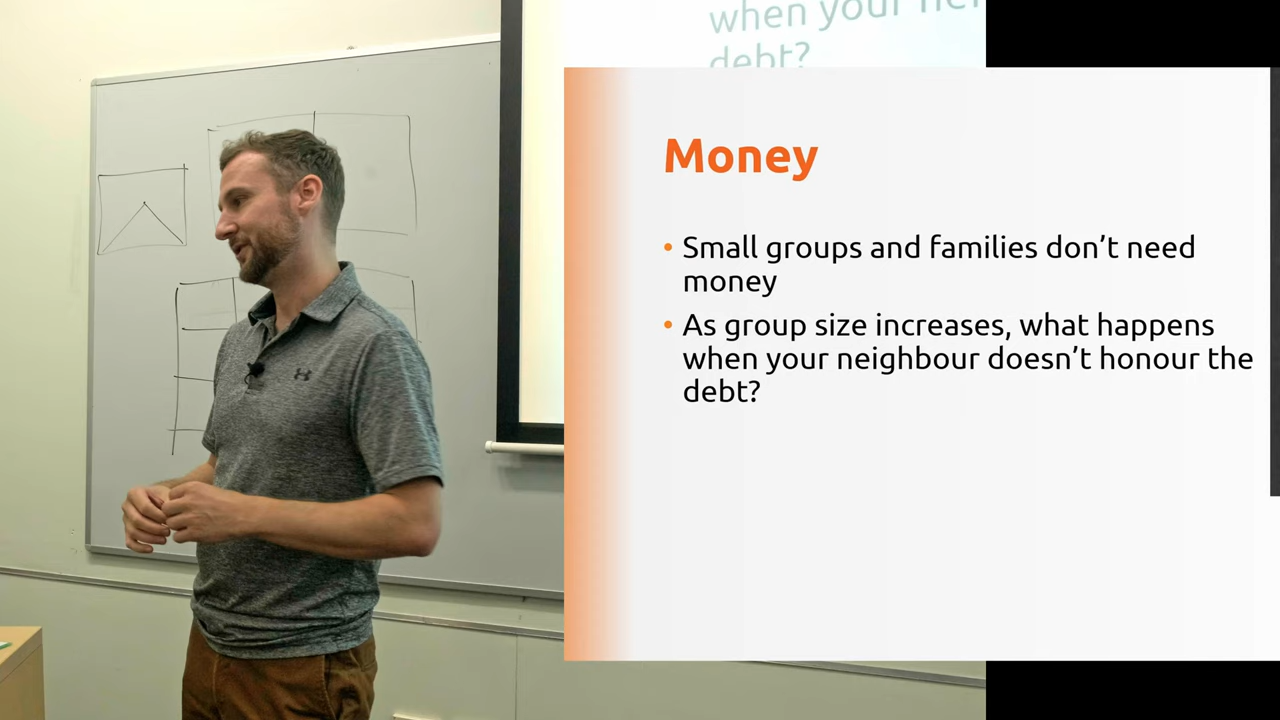 when your
debt?
Money
• Small groups and families don’t need
money
• As group size increases, what happens
when your neighbour doesn’t honour the
debt?